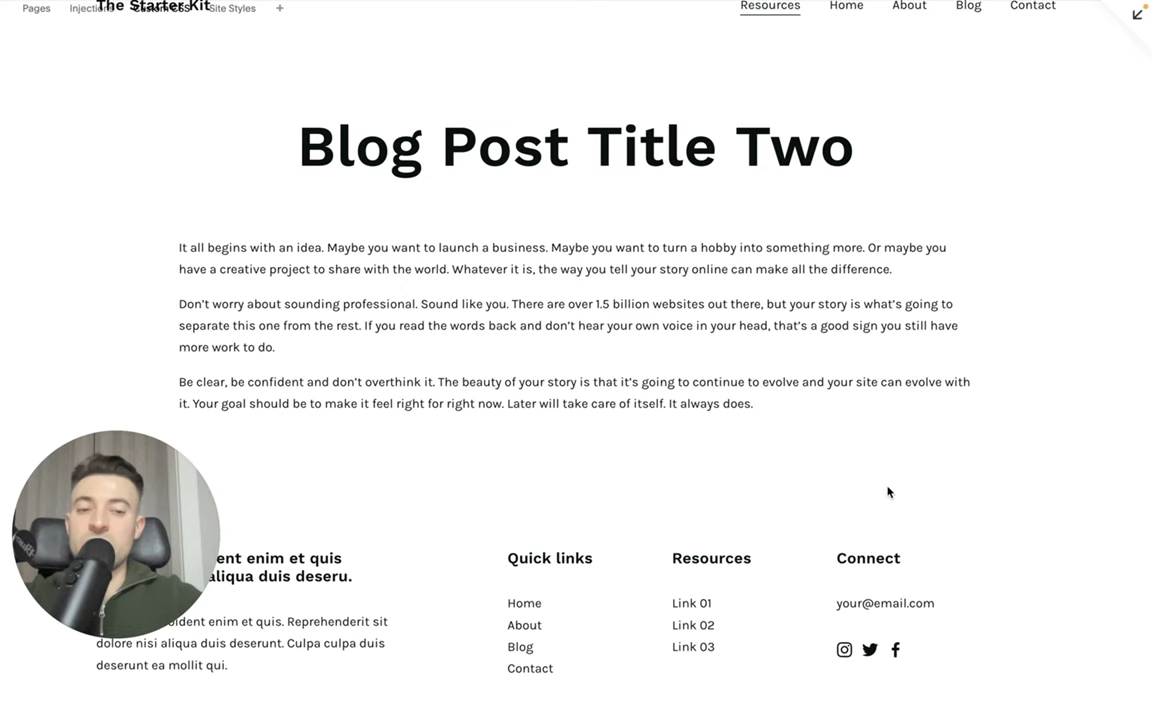 Pages Injection Custom CSS Site Styles +
The Starter Kit
Resources Home About Blog Contact
Blog Post Title Two
It all begins with an idea. Maybe you want to launch a business. Maybe you want to turn a hobby into something more. Or maybe you
have a creative project to share with the world. Whatever it is, the way you tell your story online can make all the difference.
Don’t worry about sounding professional. Sound like you. There are over 1.5 billion websites out there, but your story is what’s going to
separate this one from the rest. If you read the words back and don’t hear your own voice in your head, that’s a good sign you still have
more work to do.
Be clear, be confident and don’t overthink it. The beauty of your story is that it’s going to continue to evolve and your site can evolve with
it. Your goal should be to make it feel right for right now. Later will take care of itself. It always does.
enim et quis
aliqua duis deseru.
enim et quis. Reprehenderit sit
dolore nisi aliqua duis deserunt. Culpa culpa duis
deserunt ea mollit qui.
Quick links
Home
About
Blog
Contact
Resources
Link 01
Link 02
Link 03
Connect
your@email.com